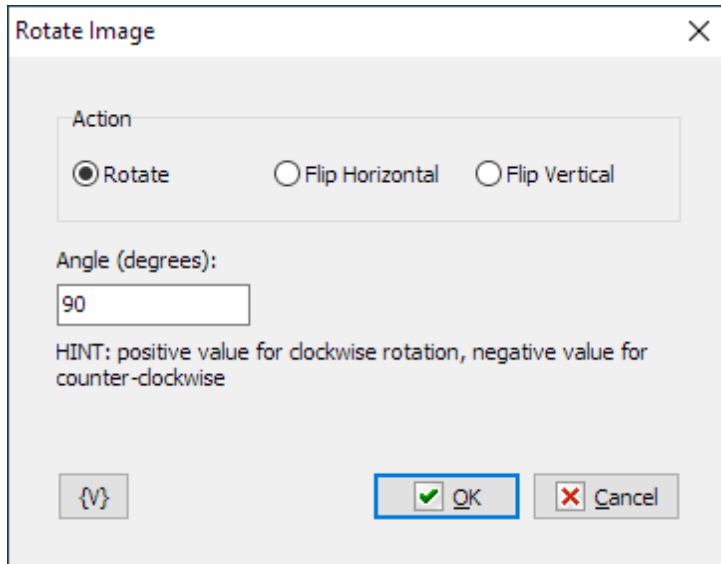 Rotate Image
Action
Rotate Flip Horizontal Flip Vertical
Angle (degrees):
90
HINT: positive value for clockwise rotation, negative value for
counter-clockwise
{V} OK Cancel